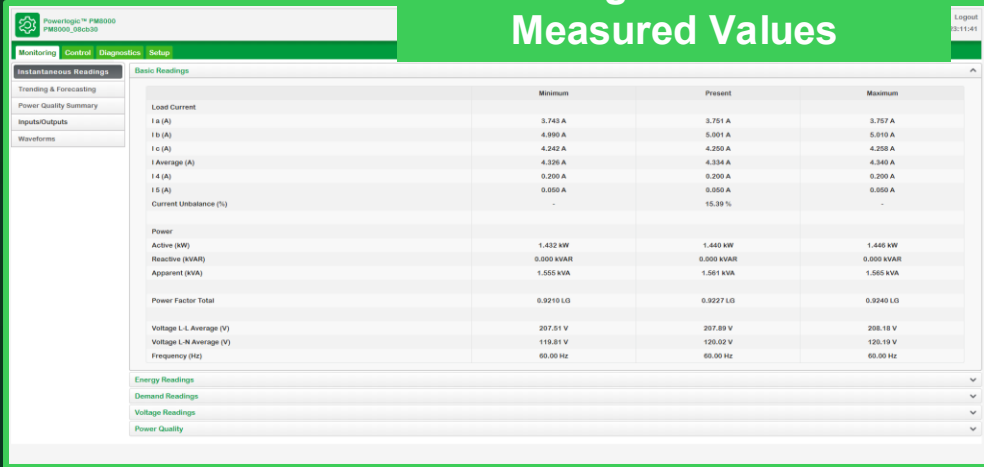 Measured Values
Powerlogic™ PM8000
PM8000_08cb30
Logout
23:11:41
Monitoring Control Diagnostics Setup
Instantaneous Readings
Trending & Forecasting
Power Quality Summary
Inputs/Outputs
Waveforms
Basic Readings
Minimum Present Maximum
Load Current
I a (A) 3.743 A 3.751 A 3.757 A
I b (A) 4.990 A 5.001 A 5.010 A
I c (A) 4.242 A 4.250 A 4.258 A
I Average (A) 4.326 A 4.334 A 4.340 A
I 4 (A) 0.200 A 0.200 A 0.200 A
I 5 (A) 0.050 A 0.050 A 0.050 A
Current Unbalance (%) - 15.39 % -
Power
Active (kW) 1.432 kW 1.440 kW 1.446 kW
Reactive (kVAR) 0.000 kVAR 0.000 kVAR 0.000 kVAR
Apparent (kVA) 1.555 kVA 1.561 kVA 1.565 kVA
Power Factor Total 0.9210 LG 0.9227 LG 0.9240 LG
Voltage L-L Average (V) 207.51 V 207.89 V 208.18 V
Voltage L-N Average (V) 119.81 V 120.02 V 120.19 V
Frequency (Hz) 60.00 Hz 60.00 Hz 60.00 Hz
Energy Readings
Demand Readings
Voltage Readings
Power Quality